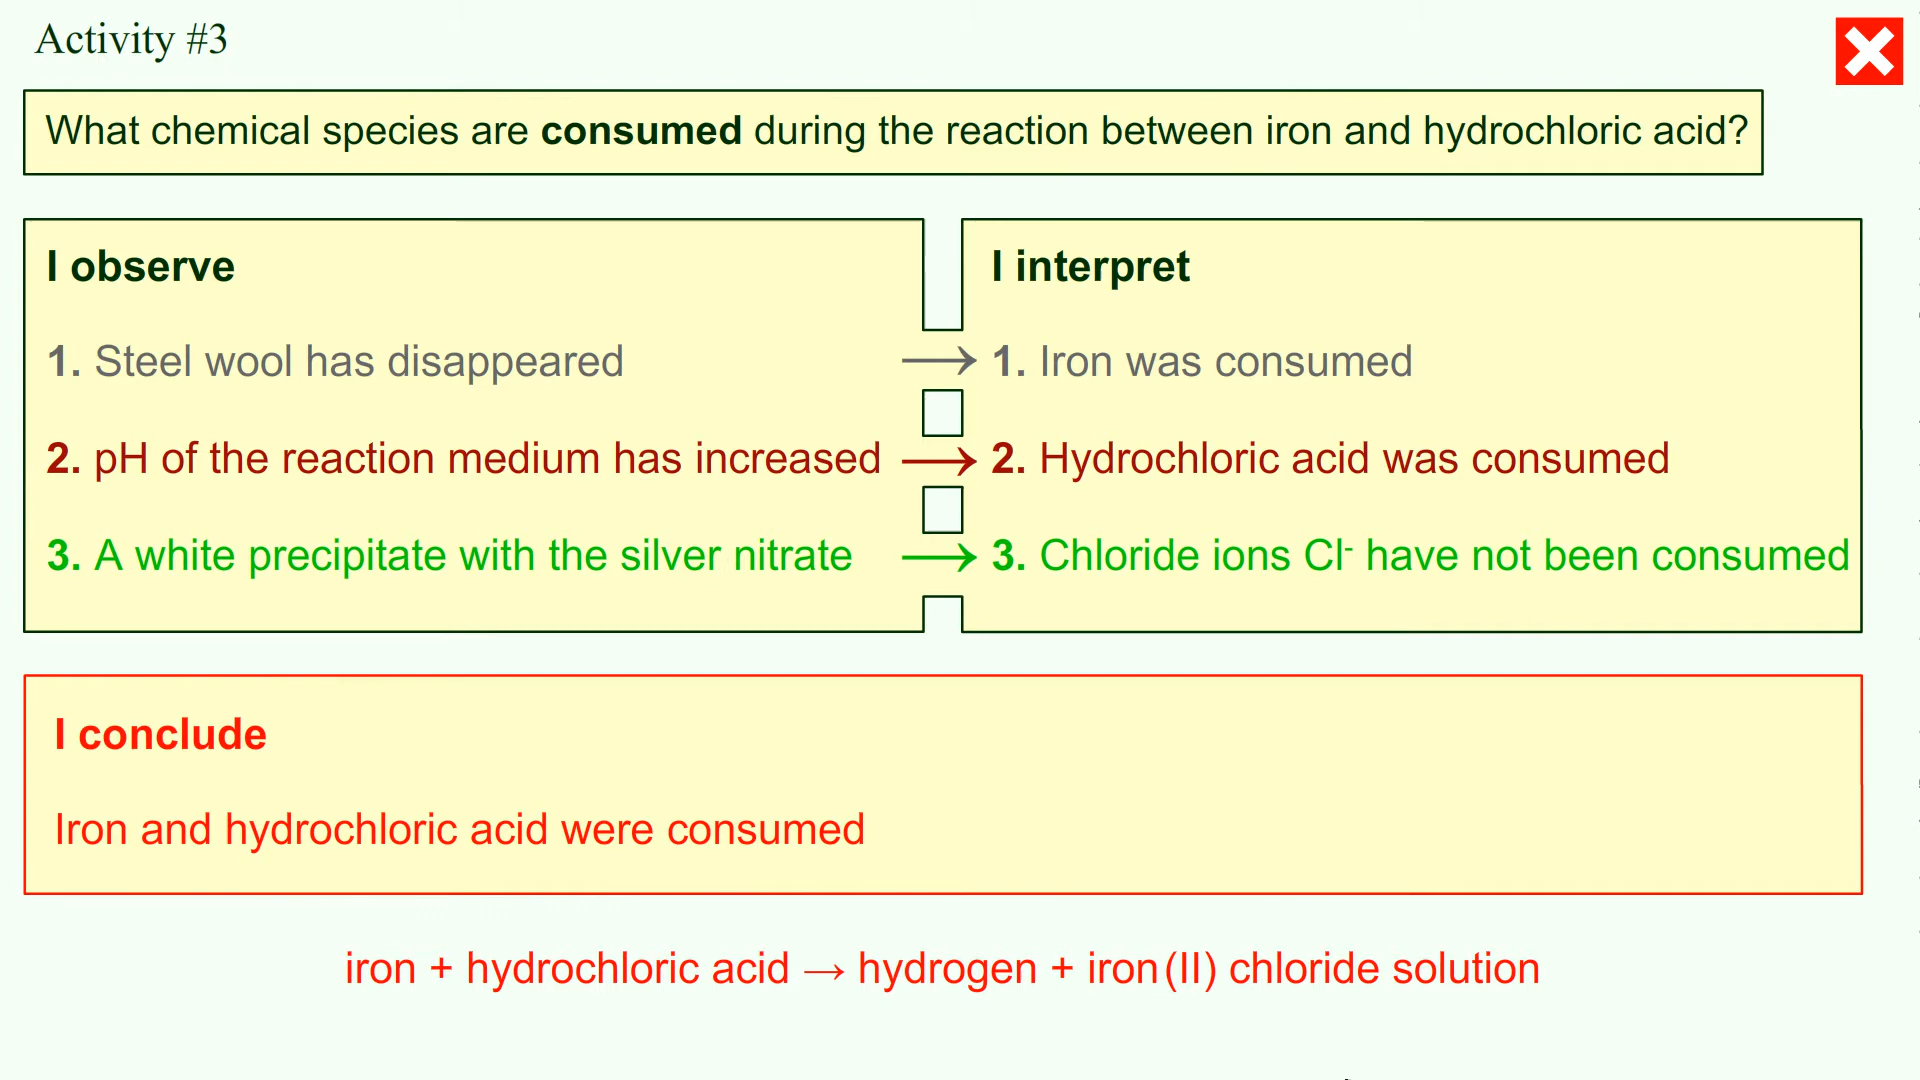 Activity #3
What chemical species are consumed during the reaction between iron and hydrochloric acid?
I observe
1. Steel wool has disappeared
2. pH of the reaction medium has increased
3. A white precipitate with the silver nitrate
I interpret
1. Iron was consumed
2. Hydrochloric acid was consumed
3. Chloride ions Cl⁻ have not been consumed
I conclude
Iron and hydrochloric acid were consumed
iron + hydrochloric acid → hydrogen + iron (II) chloride solution